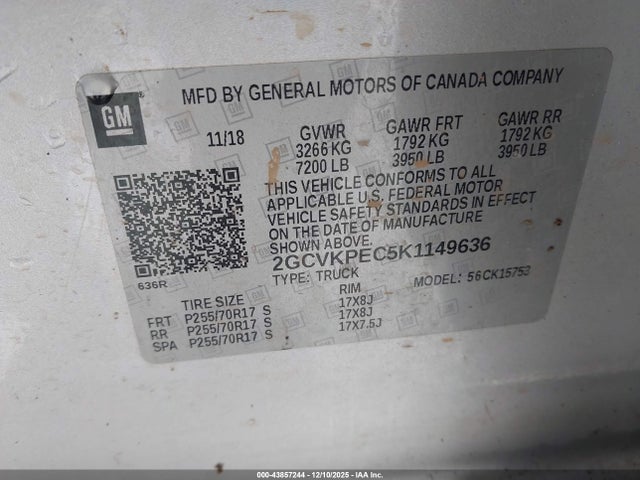 MFD BY GENERAL MOTORS OF CANADA COMPANY
GM
11/18 GVWR GAWR FRT GAWR RR
3266 KG 1792 KG 1792 KG
7200 LB 3950 LB 3950 LB
THIS VEHICLE CONFORMS TO ALL
APPLICABLE U.S. FEDERAL MOTOR
VEHICLE SAFETY STANDARDS IN EFFECT
ON THE DATE OF MANUFACTURE
SHOWN ABOVE.
2GCVKPEC5K1149636
TYPE: TRUCK MODEL: 56CK15753
636R
TIRE SIZE RIM
FRT P255/70R17 S 17X8J
RR P255/70R17 S 17X8J
SPA P255/70R17 S 17X7.5J
000-43857244 - 12/10/2025 - IAA Inc.